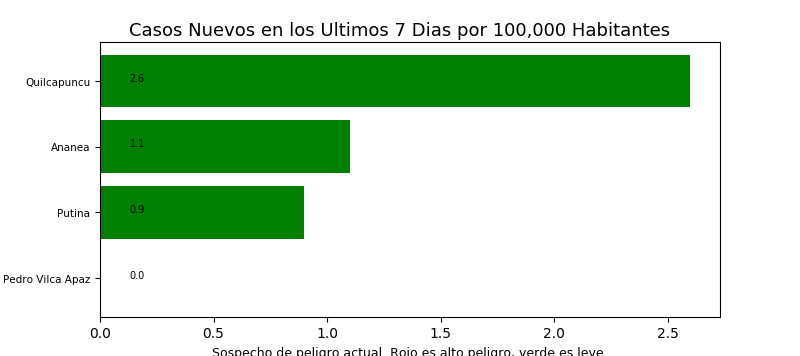 Casos Nuevos en los Ultimos 7 Dias por 100,000 Habitantes
Quilcapuncu
2.6
Ananea
1.1
Putina
0.9
Pedro Vilca Apaz
0.0
0.0 0.5 1.0 1.5 2.0 2.5
Sospecho de peligro actual. Rojo es alto peligro, verde es leve